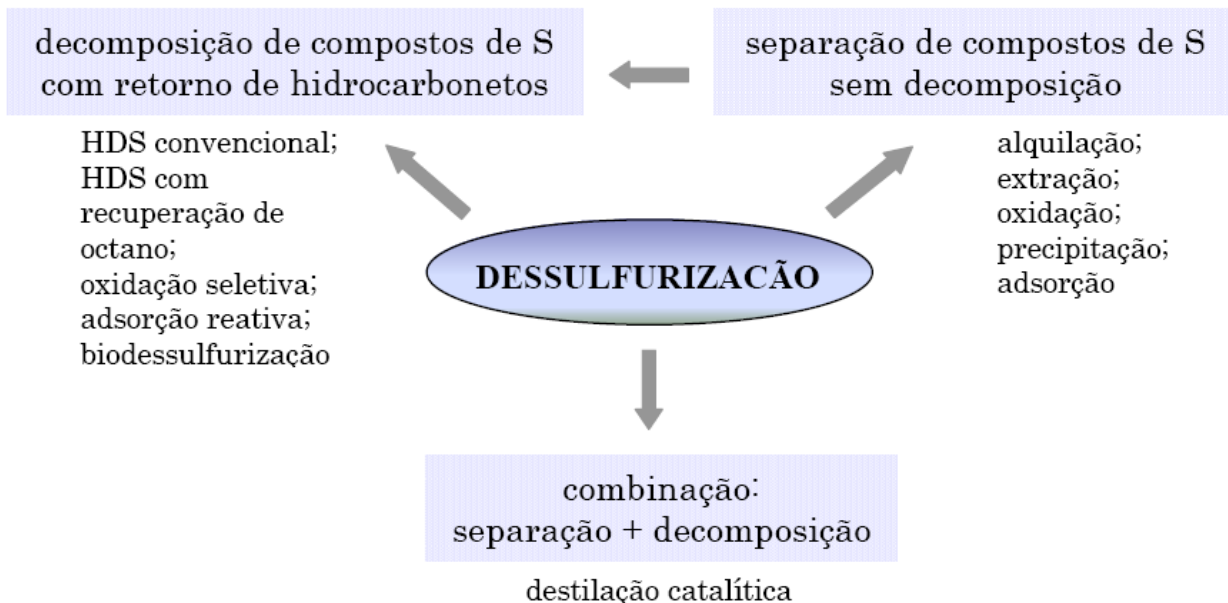 decomposição de compostos de S
com retorno de hidrocarbonetos
HDS convencional;
HDS com
recuperação de
octano;
oxidação seletiva;
adsorção reativa;
biodessulfurização
separação de compostos de S
sem decomposição
alquilação;
extração;
oxidação;
precipitação;
adsorção
DESSULFURIZACÃO
combinação:
separação + decomposição
destilação catalítica